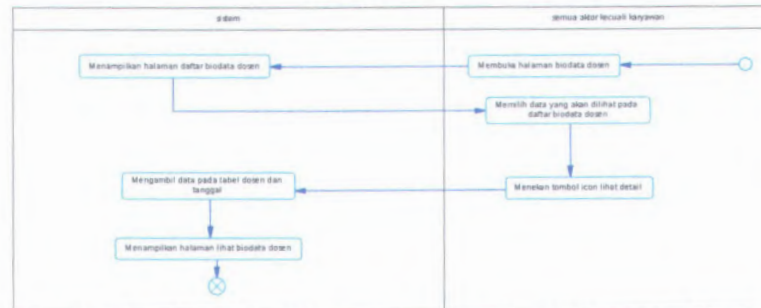 sistem
semua aktor kecuali karyawan
Menampilkan halaman daftar biodata dosen
Membuka halaman biodata dosen
Memilih data yang akan dilihat pada
daftar biodata dosen
Mengambil data pada tabel dosen dan
tanggal
Menekan tombol icon lihat detail
Menampilkan halaman lihat biodata dosen